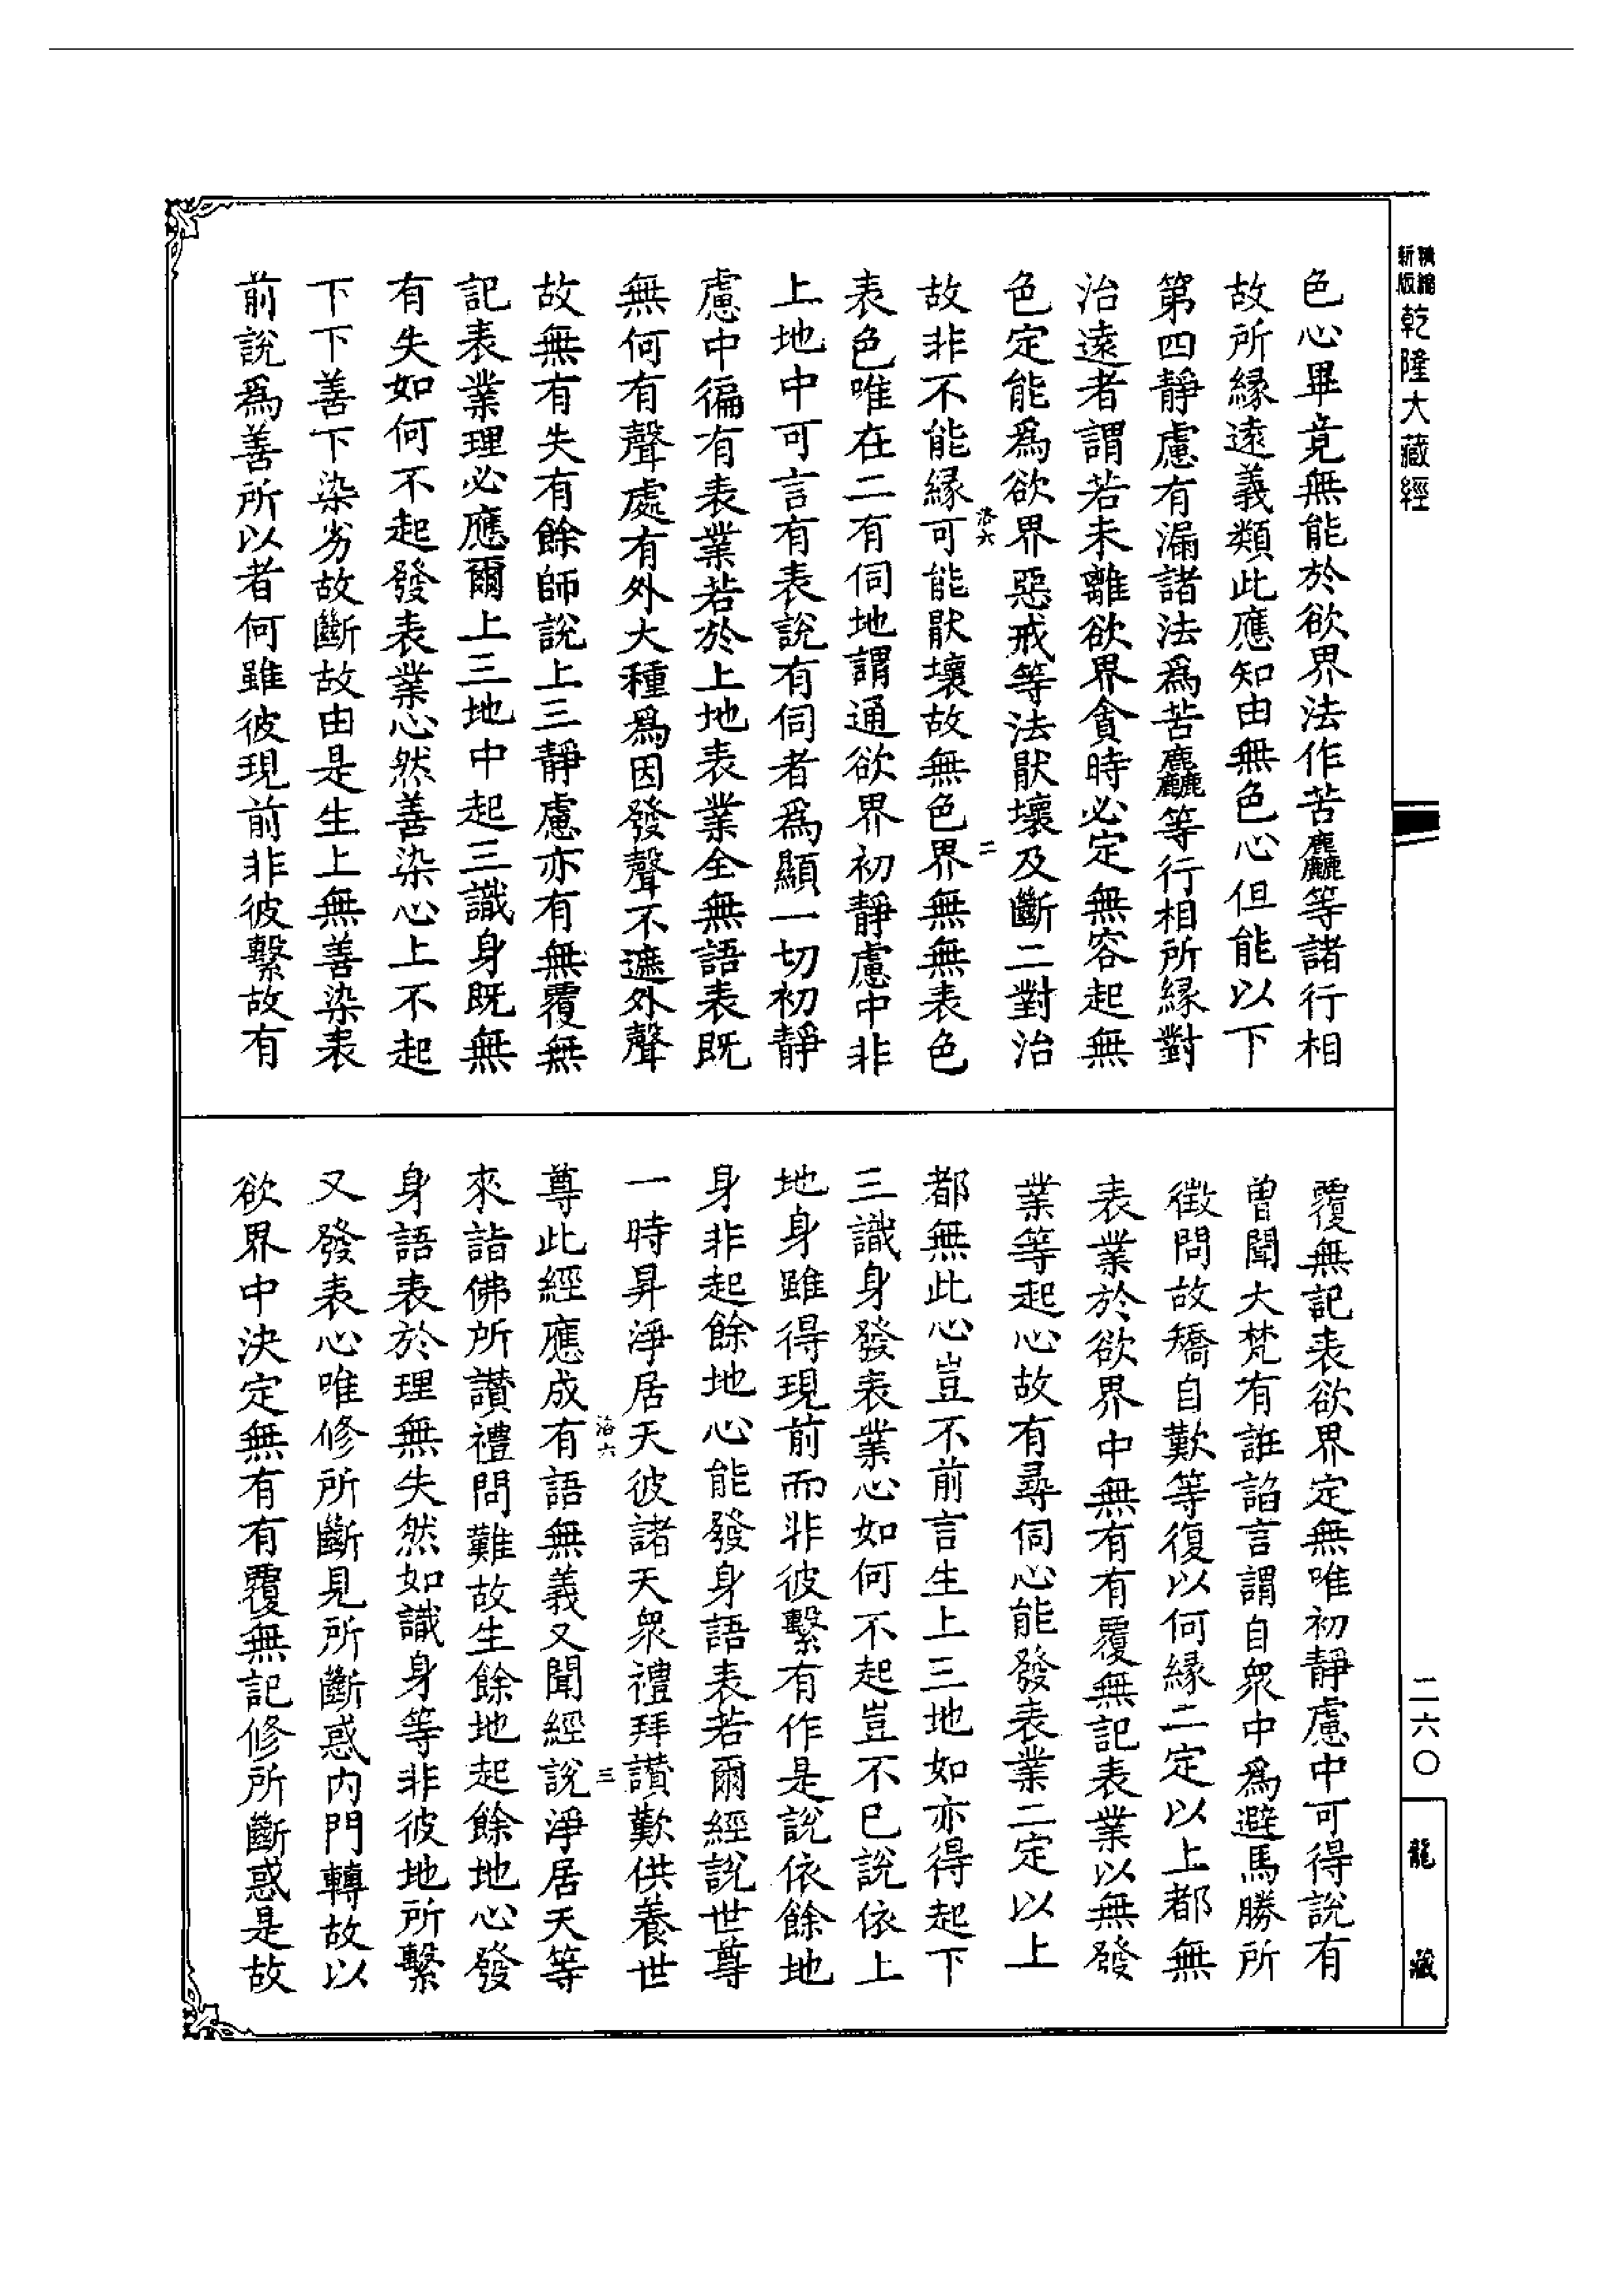 精縮新版乾隆大藏經
色心畢竟無能於欲界法作苦麤等諸行相
故所緣遠義類此應知由無色心但能以下
第四靜慮有漏諸法爲苦麤等行相所緣對
治遠者謂若未離欲界貪時必定無容起無
色定能爲欲界惡戒等法猒壞及斷二對治
洛六
二
故非不能緣可能猒壞故無色界無無表色
表色唯在二有伺地謂通欲界初靜慮中非
上地中可言有表說有伺者爲顯一切初靜
慮中徧有表業若於上地表業全無語表既
無何有聲處有外大種爲因發聲不遮外聲
故無有失有餘師說上三靜慮亦有無覆無
記表業理必應爾上三地中起三識身既無
有失如何不起發表業心然善染心上不起
下下善下染劣故斷故由是生上無善染表
前說爲善所以者何雖彼現前非彼繫故有
覆無記表欲界定無唯初靜慮中可得說有
曾聞大梵有誑諂言謂自眾中爲避馬勝所
徵問故矯自歎等復以何緣二定以上都無
表業於欲界中無有有覆無記表業以無發
業等起心故有尋伺心能發表業二定以上
都無此心豈不前言生上三地如亦得起下
三識身發表業心如何不起豈不已說依上
地身雖得現前而非彼繫有作是說依餘地
身非起餘地心能發身語表若爾經說世尊
一時昇淨居天彼諸天眾禮拜讚歎供養世
洛六
三
尊此經應成有語無義又聞經說淨居天等
來詣佛所讚禮問難故生餘地起餘地心發
身語表於理無失然如識身等非彼地所繫
又發表心唯修所斷見所斷惑内門轉故以
欲界中決定無有有覆無記修所斷惑是故
二六〇
龍藏